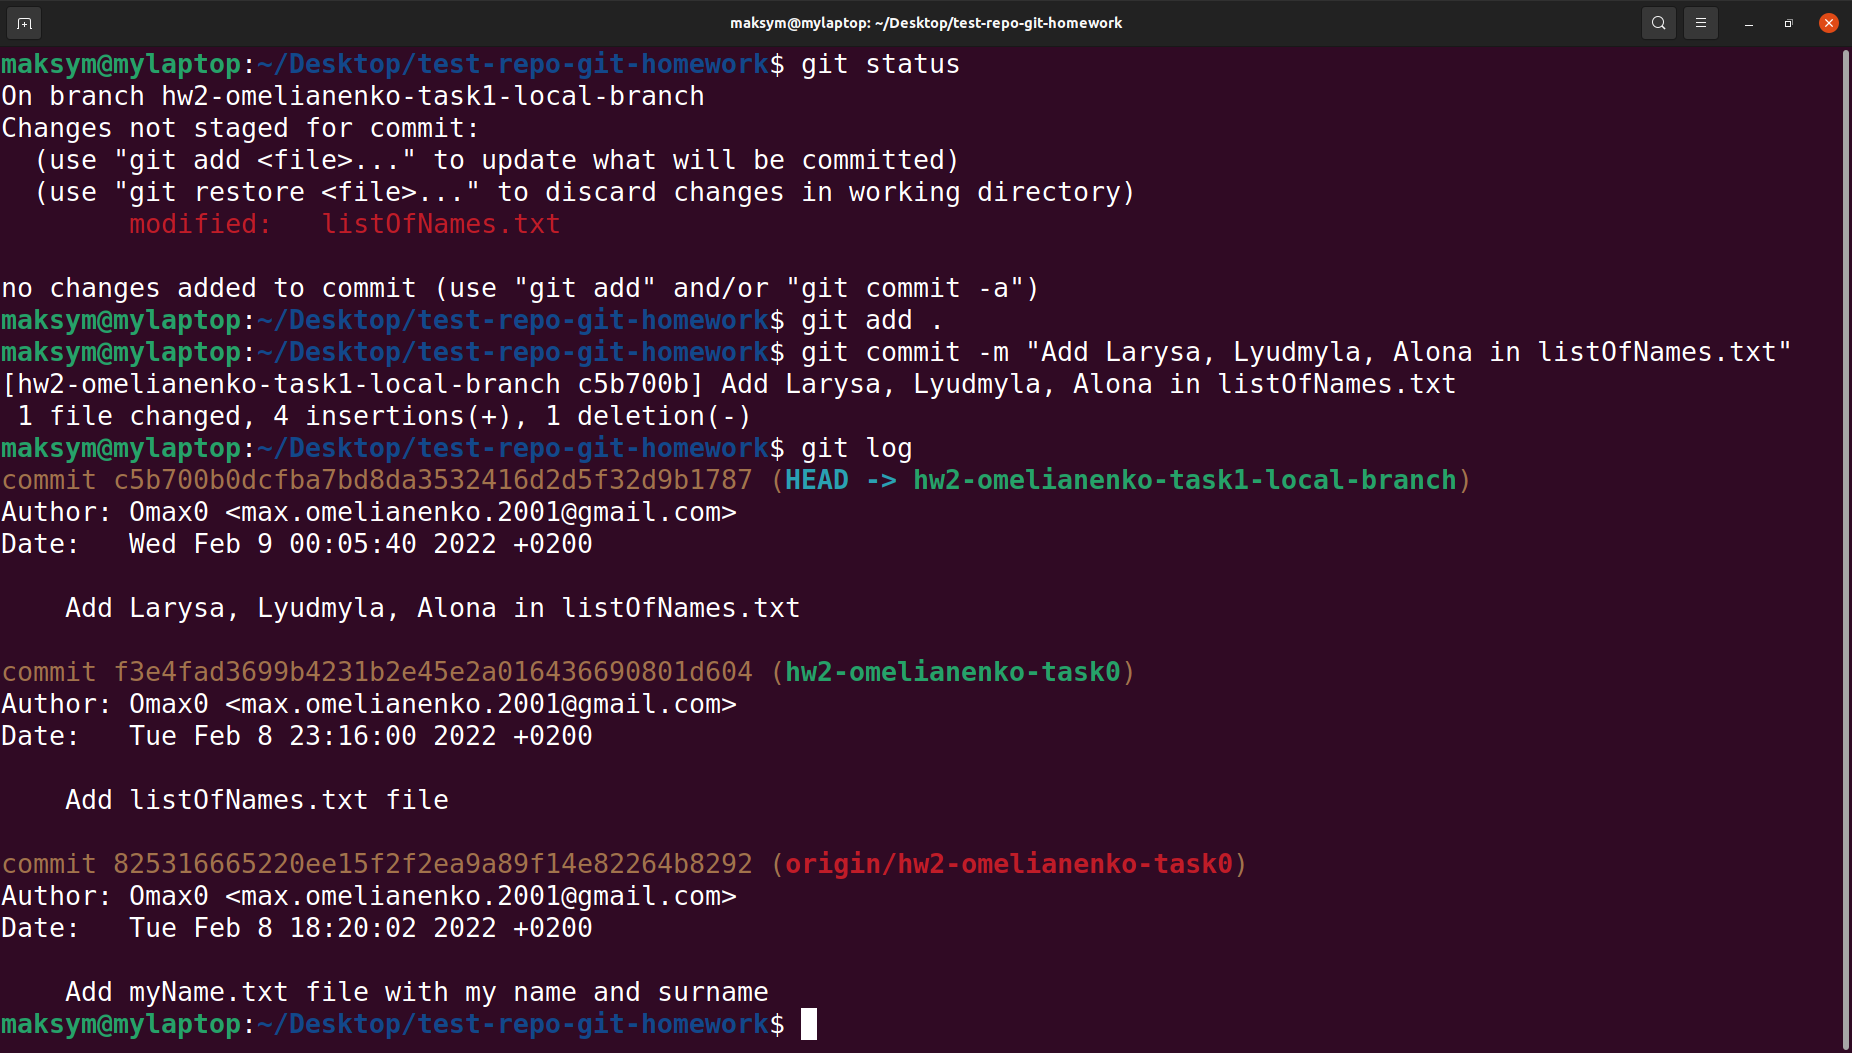 maksym@mylaptop: ~/Desktop/test-repo-git-homework
maksym@mylaptop:~/Desktop/test-repo-git-homework$ git status
On branch hw2-omelianenko-task1-local-branch
Changes not staged for commit:
  (use "git add <file>..." to update what will be committed)
  (use "git restore <file>..." to discard changes in working directory)
        modified:   listOfNames.txt

no changes added to commit (use "git add" and/or "git commit -a")
maksym@mylaptop:~/Desktop/test-repo-git-homework$ git add .
maksym@mylaptop:~/Desktop/test-repo-git-homework$ git commit -m "Add Larysa, Lyudmyla, Alona in listOfNames.txt"
[hw2-omelianenko-task1-local-branch c5b700b] Add Larysa, Lyudmyla, Alona in listOfNames.txt
 1 file changed, 4 insertions(+), 1 deletion(-)
maksym@mylaptop:~/Desktop/test-repo-git-homework$ git log
commit c5b700b0dcfba7bd8da3532416d2d5f32d9b1787 (HEAD -> hw2-omelianenko-task1-local-branch)
Author: Omax0 <max.omelianenko.2001@gmail.com>
Date:   Wed Feb 9 00:05:40 2022 +0200

    Add Larysa, Lyudmyla, Alona in listOfNames.txt

commit f3e4fad3699b4231b2e45e2a016436690801d604 (hw2-omelianenko-task0)
Author: Omax0 <max.omelianenko.2001@gmail.com>
Date:   Tue Feb 8 23:16:00 2022 +0200

    Add listOfNames.txt file

commit 825316665220ee15f2f2ea9a89f14e82264b8292 (origin/hw2-omelianenko-task0)
Author: Omax0 <max.omelianenko.2001@gmail.com>
Date:   Tue Feb 8 18:20:02 2022 +0200

    Add myName.txt file with my name and surname
maksym@mylaptop:~/Desktop/test-repo-git-homework$